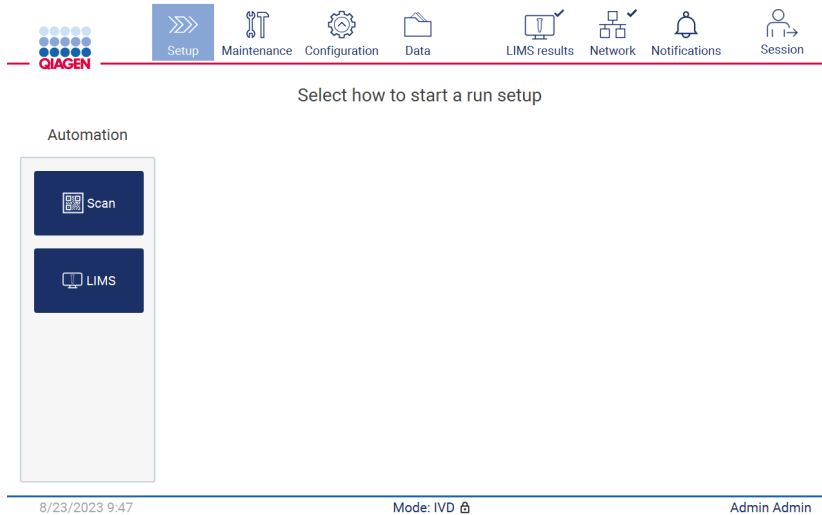 QIAGEN
Setup Maintenance Configuration Data LIMS results Network Notifications Session
Select how to start a run setup
Automation
Scan
LIMS
8/23/2023 9:47 Mode: IVD Admin Admin